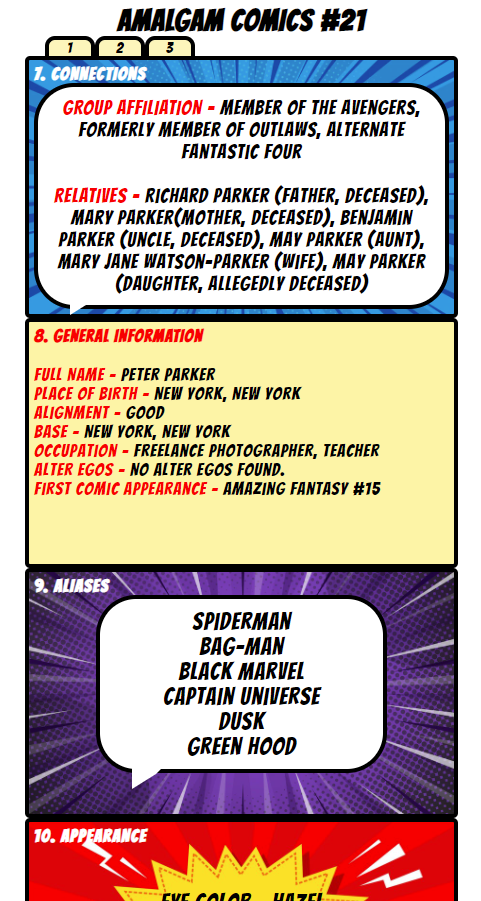 AMALGAM COMICS #21
1 2 3
7. CONNECTIONS
GROUP AFFILIATION - MEMBER OF THE AVENGERS,
FORMERLY MEMBER OF OUTLAWS, ALTERNATE
FANTASTIC FOUR
RELATIVES - RICHARD PARKER (FATHER, DECEASED),
MARY PARKER(MOTHER, DECEASED), BENJAMIN
PARKER (UNCLE, DECEASED), MAY PARKER (AUNT),
MARY JANE WATSON-PARKER (WIFE), MAY PARKER
(DAUGHTER, ALLEGEDLY DECEASED)
8. GENERAL INFORMATION
FULL NAME - PETER PARKER
PLACE OF BIRTH - NEW YORK, NEW YORK
ALIGNMENT - GOOD
BASE - NEW YORK, NEW YORK
OCCUPATION - FREELANCE PHOTOGRAPHER, TEACHER
ALTER EGOS - NO ALTER EGOS FOUND.
FIRST COMIC APPEARANCE - AMAZING FANTASY #15
9. ALIASES
SPIDERMAN
BAG-MAN
BLACK MARVEL
CAPTAIN UNIVERSE
DUSK
GREEN HOOD
10. APPEARANCE
EYE COLOR - HAZEL